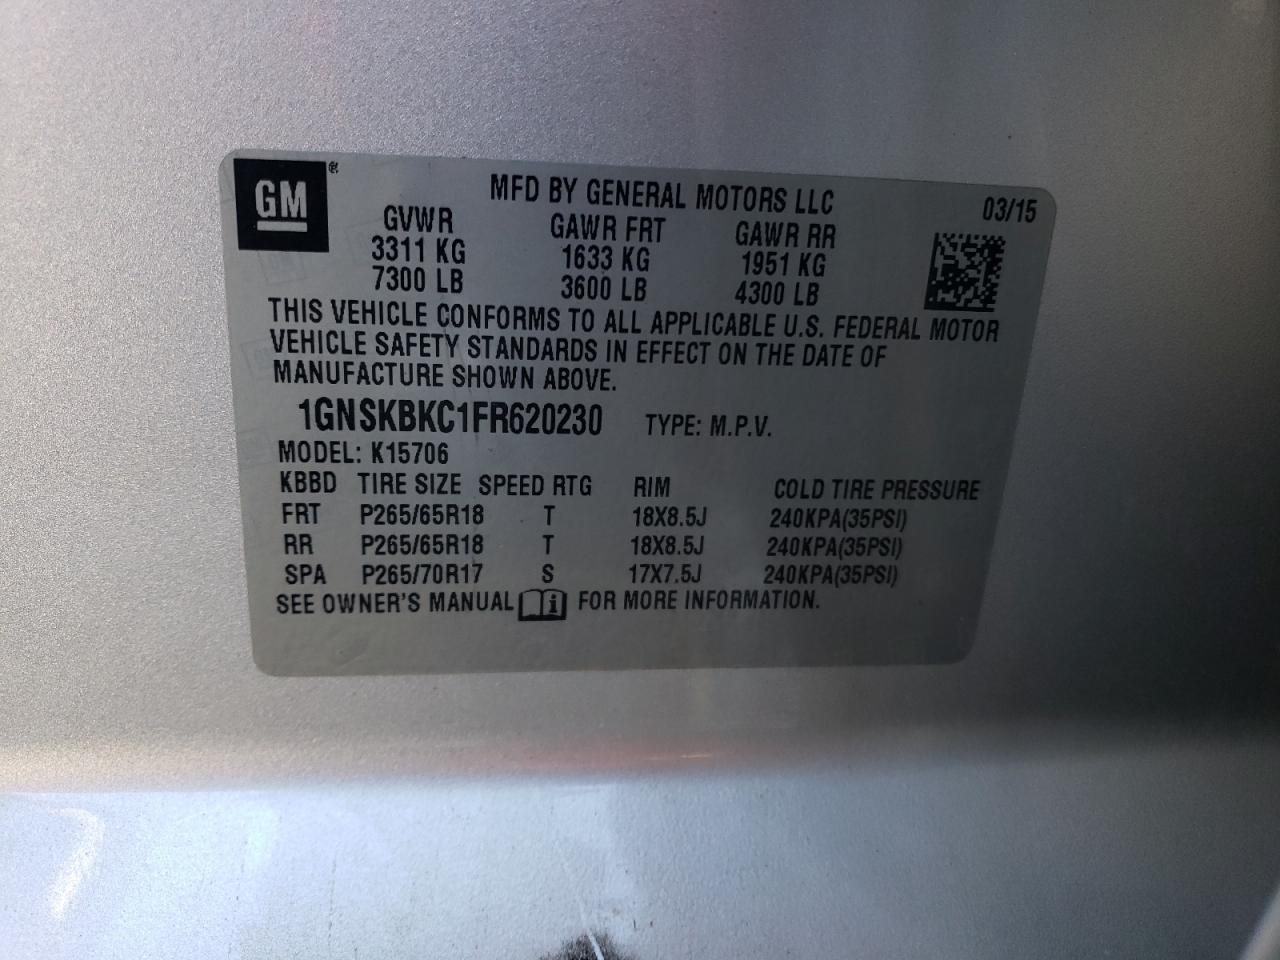 GM
MFD BY GENERAL MOTORS LLC 03/15
GVWR GAWR FRT GAWR RR
3311 KG 1633 KG 1951 KG
7300 LB 3600 LB 4300 LB
THIS VEHICLE CONFORMS TO ALL APPLICABLE U.S. FEDERAL MOTOR
VEHICLE SAFETY STANDARDS IN EFFECT ON THE DATE OF
MANUFACTURE SHOWN ABOVE.
1GNSKBKC1FR620230 TYPE: M.P.V.
MODEL: K15706
KBBD TIRE SIZE SPEED RTG RIM COLD TIRE PRESSURE
FRT P265/65R18 T 18X8.5J 240KPA(35PSI)
RR P265/65R18 T 18X8.5J 240KPA(35PSI)
SPA P265/70R17 S 17X7.5J 240KPA(35PSI)
SEE OWNER'S MANUAL i FOR MORE INFORMATION.